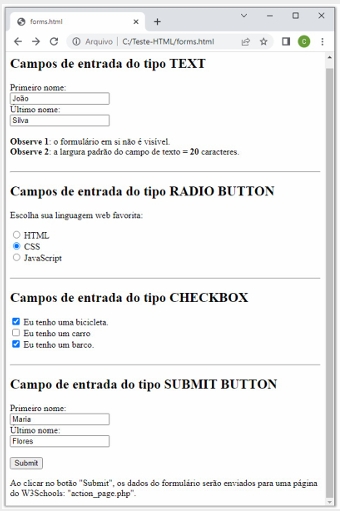 forms.html
Arquivo | C:/Teste-HTML/forms.html
C
Campos de entrada do tipo TEXT
Primeiro nome:
João
Último nome:
Silva
Observe 1: o formulário em si não é visível.
Observe 2: a largura padrão do campo de texto = 20 caracteres.
Campos de entrada do tipo RADIO BUTTON
Escolha sua linguagem web favorita:
HTML
CSS
JavaScript
Campos de entrada do tipo CHECKBOX
Eu tenho uma bicicleta.
Eu tenho um carro
Eu tenho um barco.
Campo de entrada do tipo SUBMIT BUTTON
Primeiro nome:
Maria
Último nome:
Flores
Submit
Ao clicar no botão "Submit", os dados do formulário serão enviados para uma página
do W3Schools: "action_page.php".